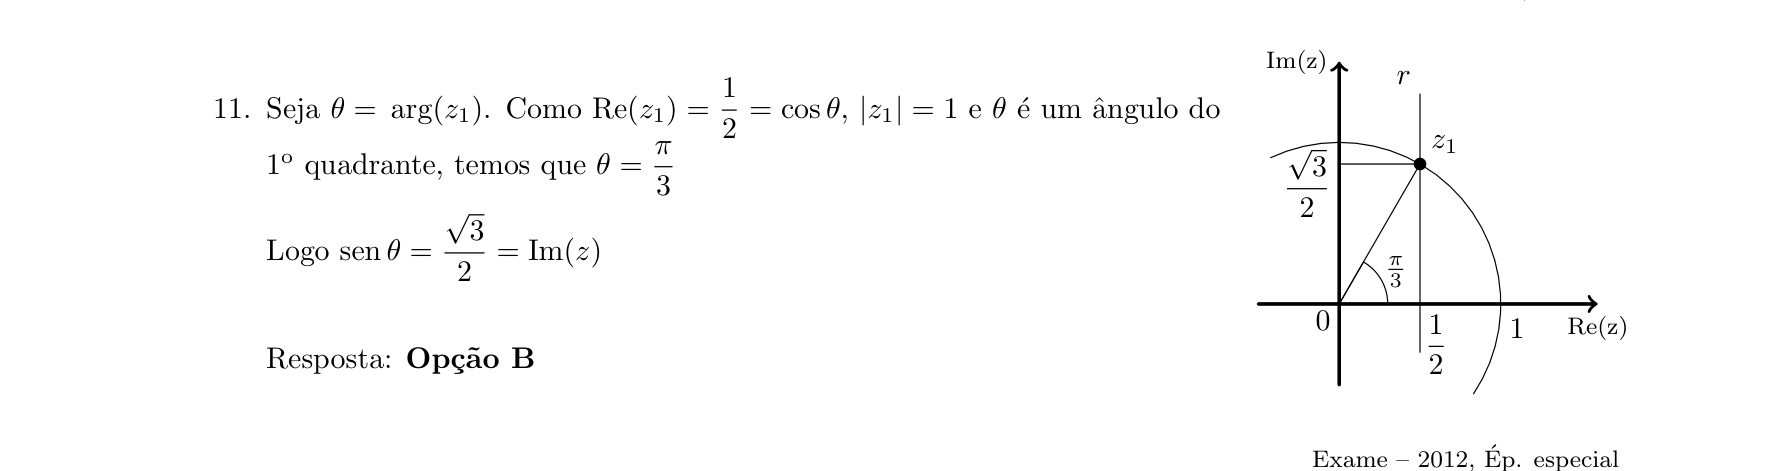 11. Seja θ = arg(z₁). Como Re(z₁) = 1/2 = cos θ, |z₁| = 1 e θ é um ângulo do
1º quadrante, temos que θ = π/3
Logo sen θ = √3/2 = Im(z)
Resposta: Opção B
Im(z)
r
z₁
√3/2
π/3
0
1/2
1
Re(z)
Exame – 2012, Ép. especial